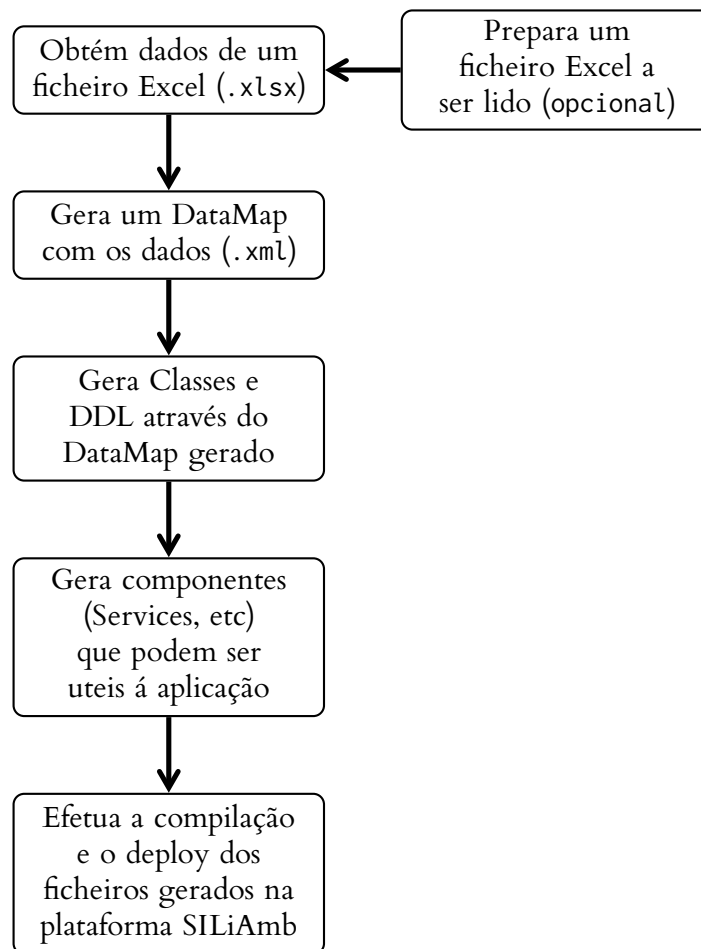 Obtém dados de um
ficheiro Excel (.xlsx)
Prepara um
ficheiro Excel a
ser lido (opcional)
Gera um DataMap
com os dados (.xml)
Gera Classes e
DDL através do
DataMap gerado
Gera componentes
(Services, etc)
que podem ser
uteis á aplicação
Efetua a compilação
e o deploy dos
ficheiros gerados na
plataforma SILiAmb